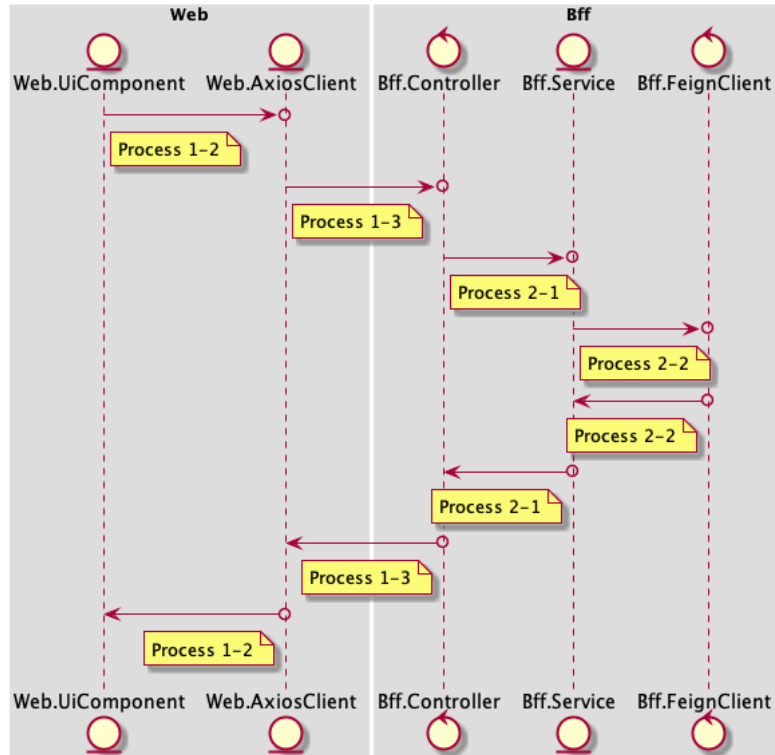 Web
Bff
Web.UiComponent
Web.AxiosClient
Bff.Controller
Bff.Service
Bff.FeignClient
Process 1-2
Process 1-3
Process 2-1
Process 2-2
Process 2-2
Process 2-1
Process 1-3
Process 1-2
Web.UiComponent
Web.AxiosClient
Bff.Controller
Bff.Service
Bff.FeignClient